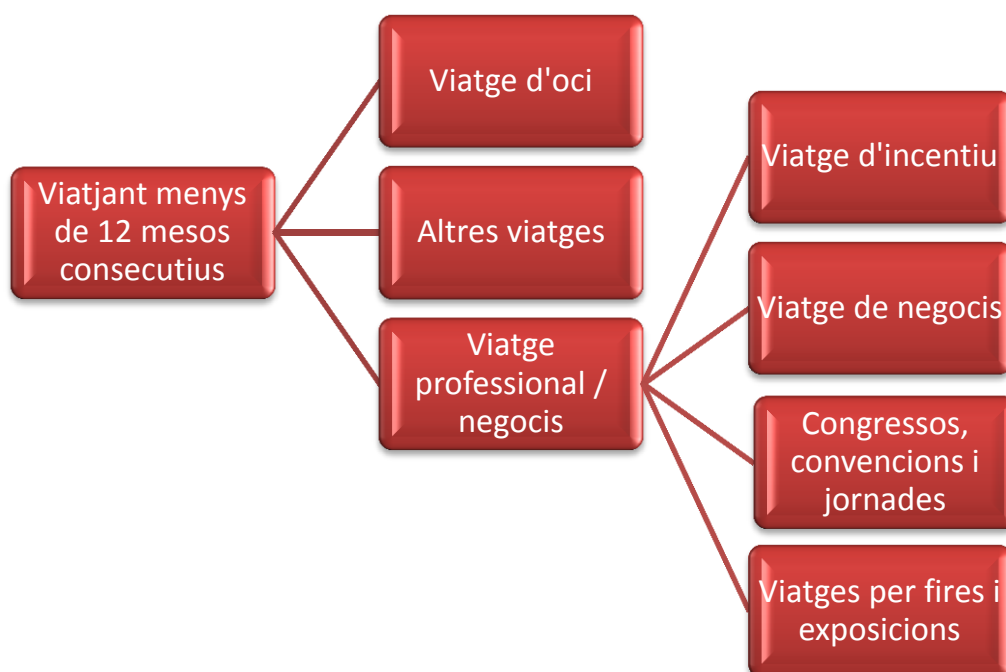 Viatjant menys
de 12 mesos
consecutius
Viatge d'oci
Altres viatges
Viatge
professional /
negocis
Viatge d'incentiu
Viatge de negocis
Congressos,
convencions i
jornades
Viatges per fires i
exposicions